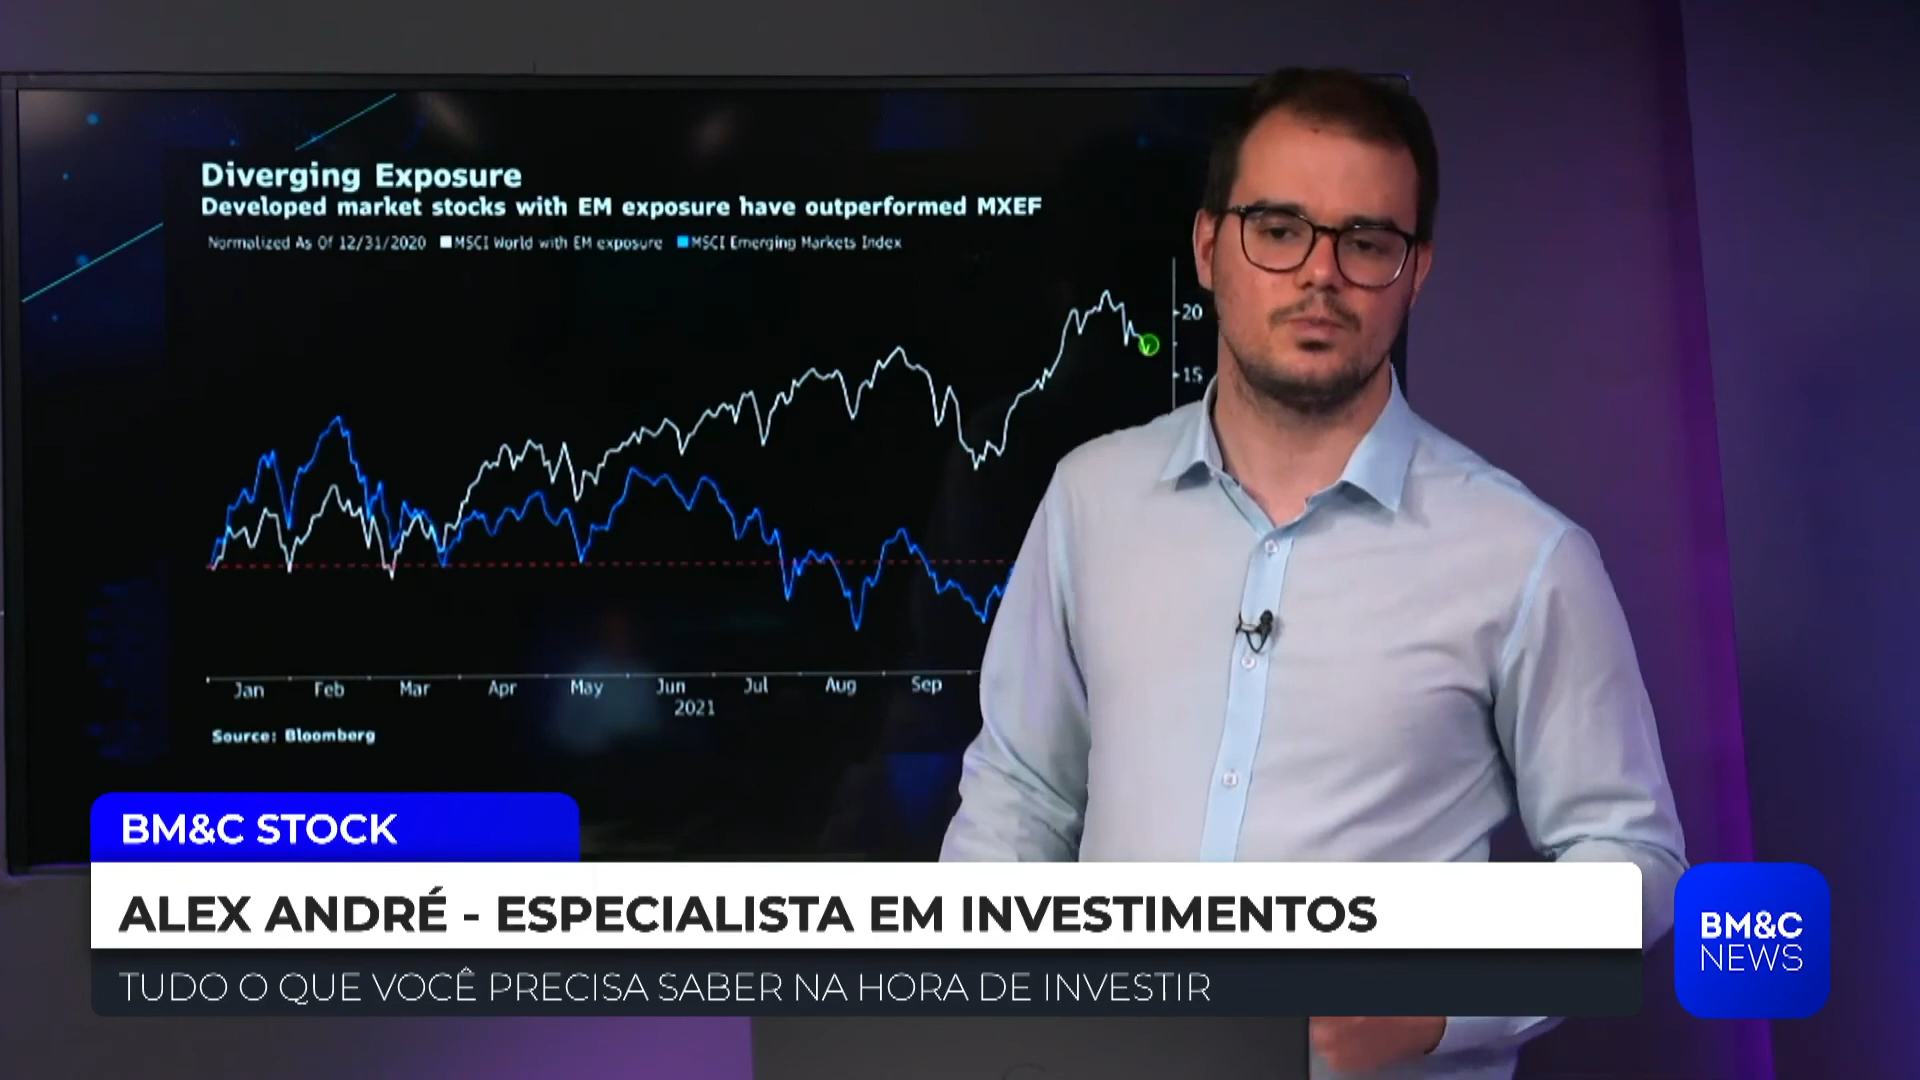 Diverging Exposure
Developed market stocks with EM exposure have outperformed MXEF
Normalized As Of 12/31/2020 MSCI World with EM exposure MSCI Emerging Markets Index
20
15
Jan Feb Mar Apr May Jun Jul Aug Sep
2021
Source: Bloomberg
BM&C STOCK
ALEX ANDRÉ - ESPECIALISTA EM INVESTIMENTOS
TUDO O QUE VOCÊ PRECISA SABER NA HORA DE INVESTIR
BM&C
NEWS